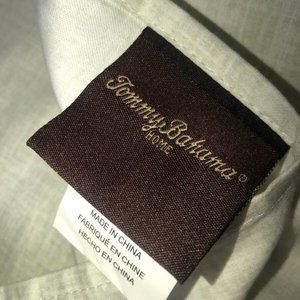 Tommy Bahama®
HOME
MADE IN CHINA
FABRIQUÉ EN CHINE
HECHO EN CHINA